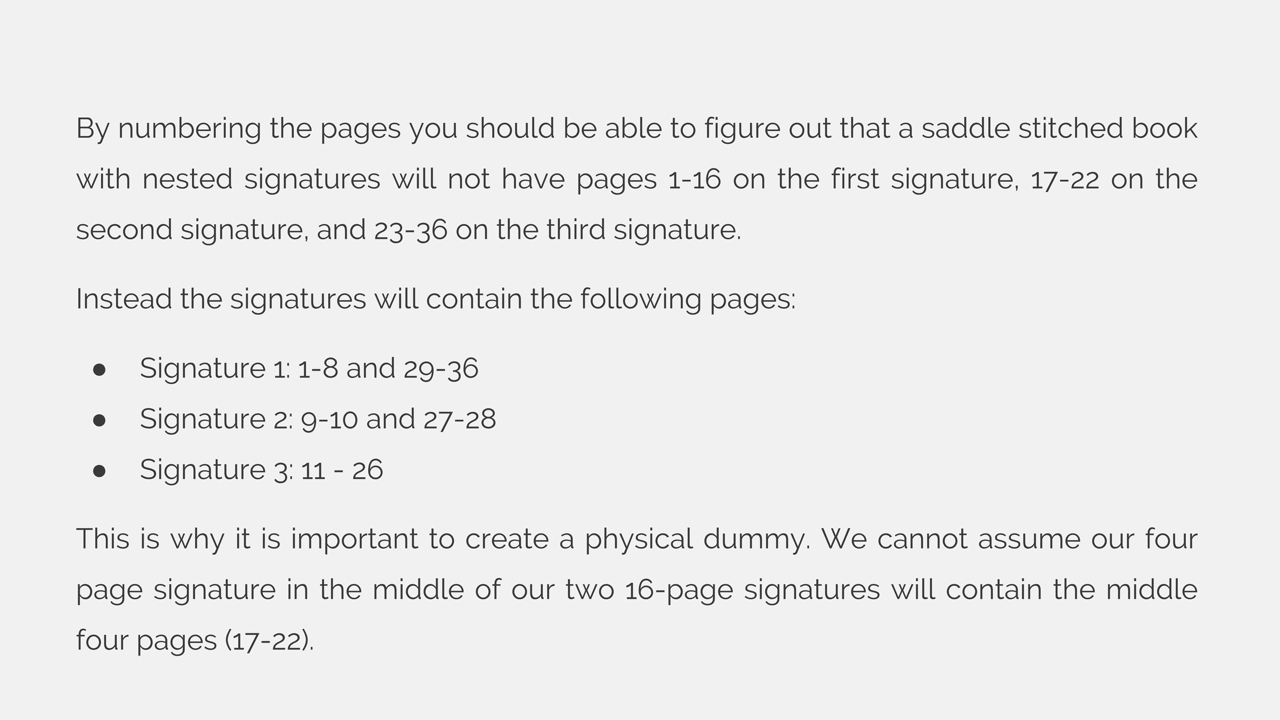 By numbering the pages you should be able to figure out that a saddle stitched book
with nested signatures will not have pages 1-16 on the first signature, 17-22 on the
second signature, and 23-36 on the third signature.
Instead the signatures will contain the following pages:
● Signature 1: 1-8 and 29-36
● Signature 2: 9-10 and 27-28
● Signature 3: 11 - 26
This is why it is important to create a physical dummy. We cannot assume our four
page signature in the middle of our two 16-page signatures will contain the middle
four pages (17-22).